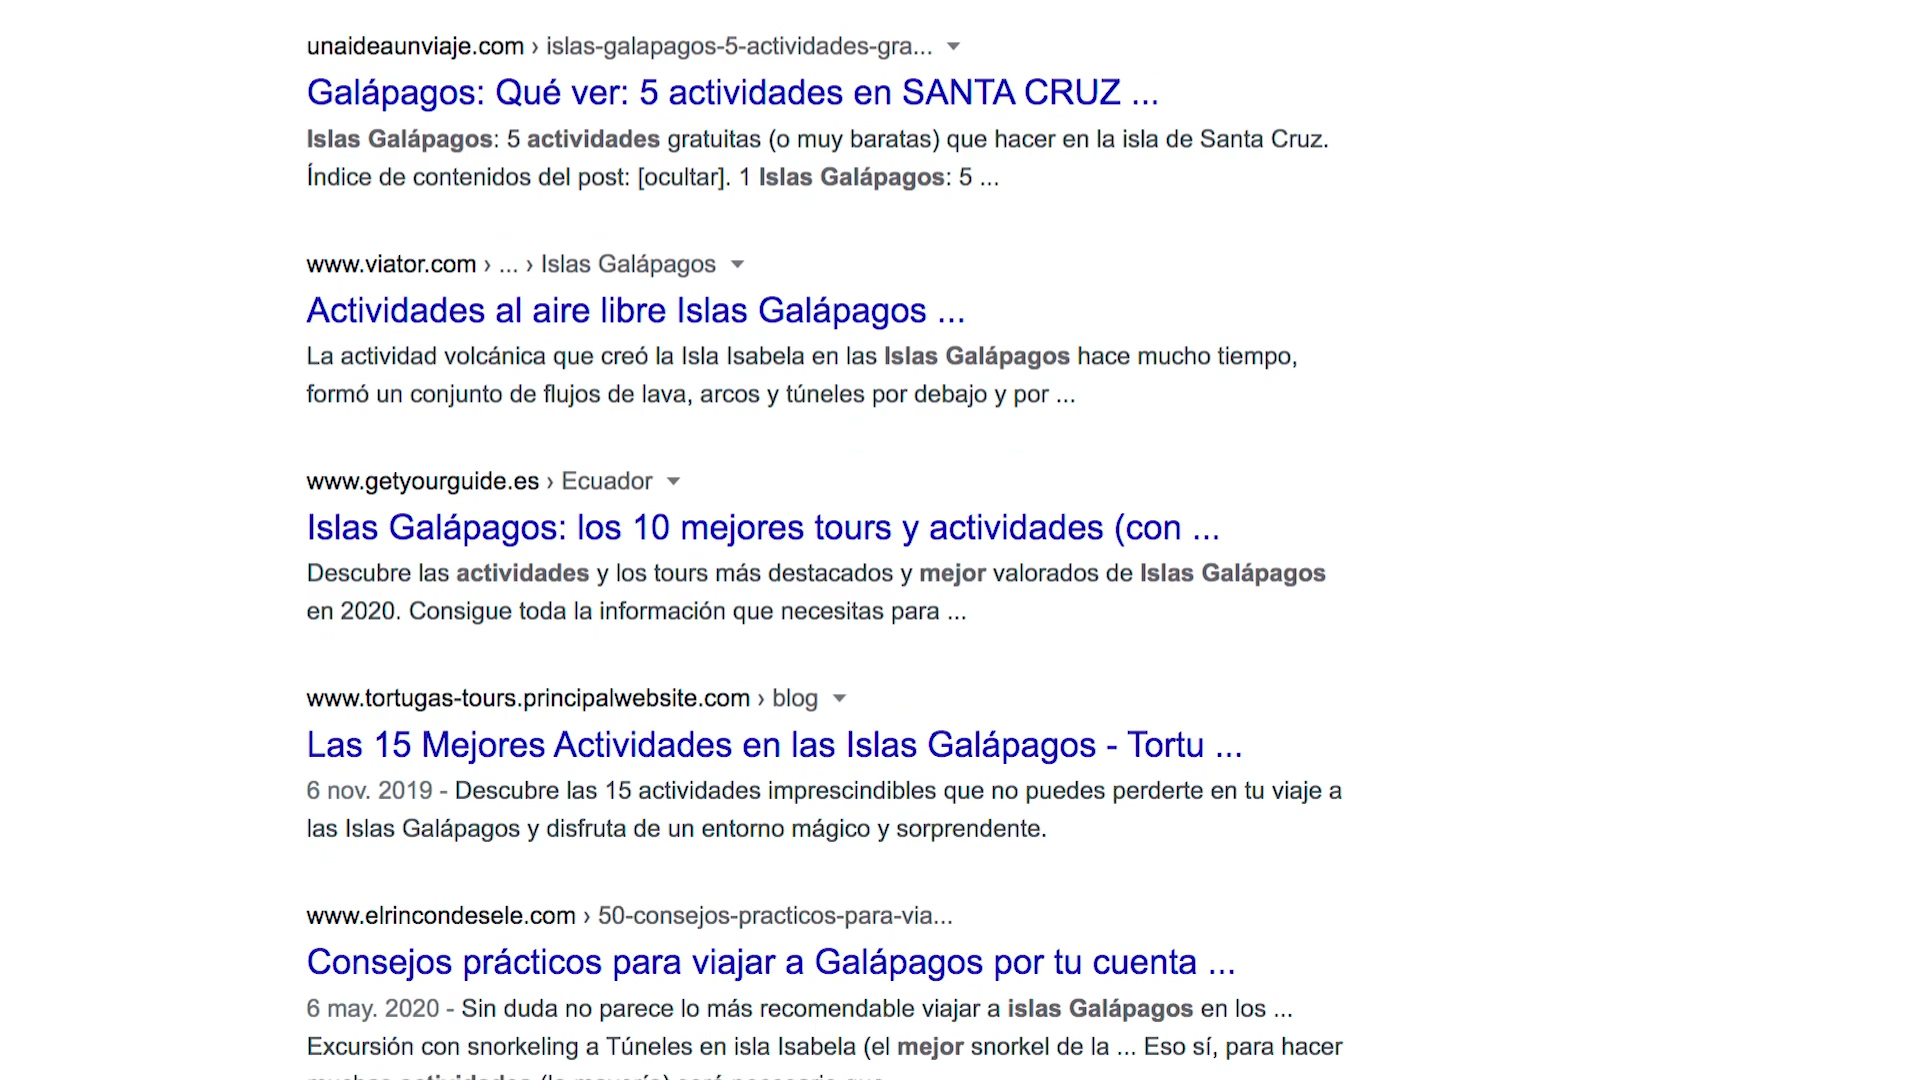 unaideaunviaje.com › islas-galapagos-5-actividades-gra...
Galápagos: Qué ver: 5 actividades en SANTA CRUZ ...
Islas Galápagos: 5 actividades gratuitas (o muy baratas) que hacer en la isla de Santa Cruz.
Índice de contenidos del post: [ocultar]. 1 Islas Galápagos: 5 ...
www.viator.com › ... › Islas Galápagos
Actividades al aire libre Islas Galápagos ...
La actividad volcánica que creó la Isla Isabela en las Islas Galápagos hace mucho tiempo,
formó un conjunto de flujos de lava, arcos y túneles por debajo y por ...
www.getyourguide.es › Ecuador
Islas Galápagos: los 10 mejores tours y actividades (con ...
Descubre las actividades y los tours más destacados y mejor valorados de Islas Galápagos
en 2020. Consigue toda la información que necesitas para ...
www.tortugas-tours.principalwebsite.com › blog
Las 15 Mejores Actividades en las Islas Galápagos - Tortu ...
6 nov. 2019 - Descubre las 15 actividades imprescindibles que no puedes perderte en tu viaje a
las Islas Galápagos y disfruta de un entorno mágico y sorprendente.
www.elrincondesele.com › 50-consejos-practicos-para-via...
Consejos prácticos para viajar a Galápagos por tu cuenta ...
6 may. 2020 - Sin duda no parece lo más recomendable viajar a islas Galápagos en los ...
Excursión con snorkeling a Túneles en isla Isabela (el mejor snorkel de la ... Eso sí, para hacer